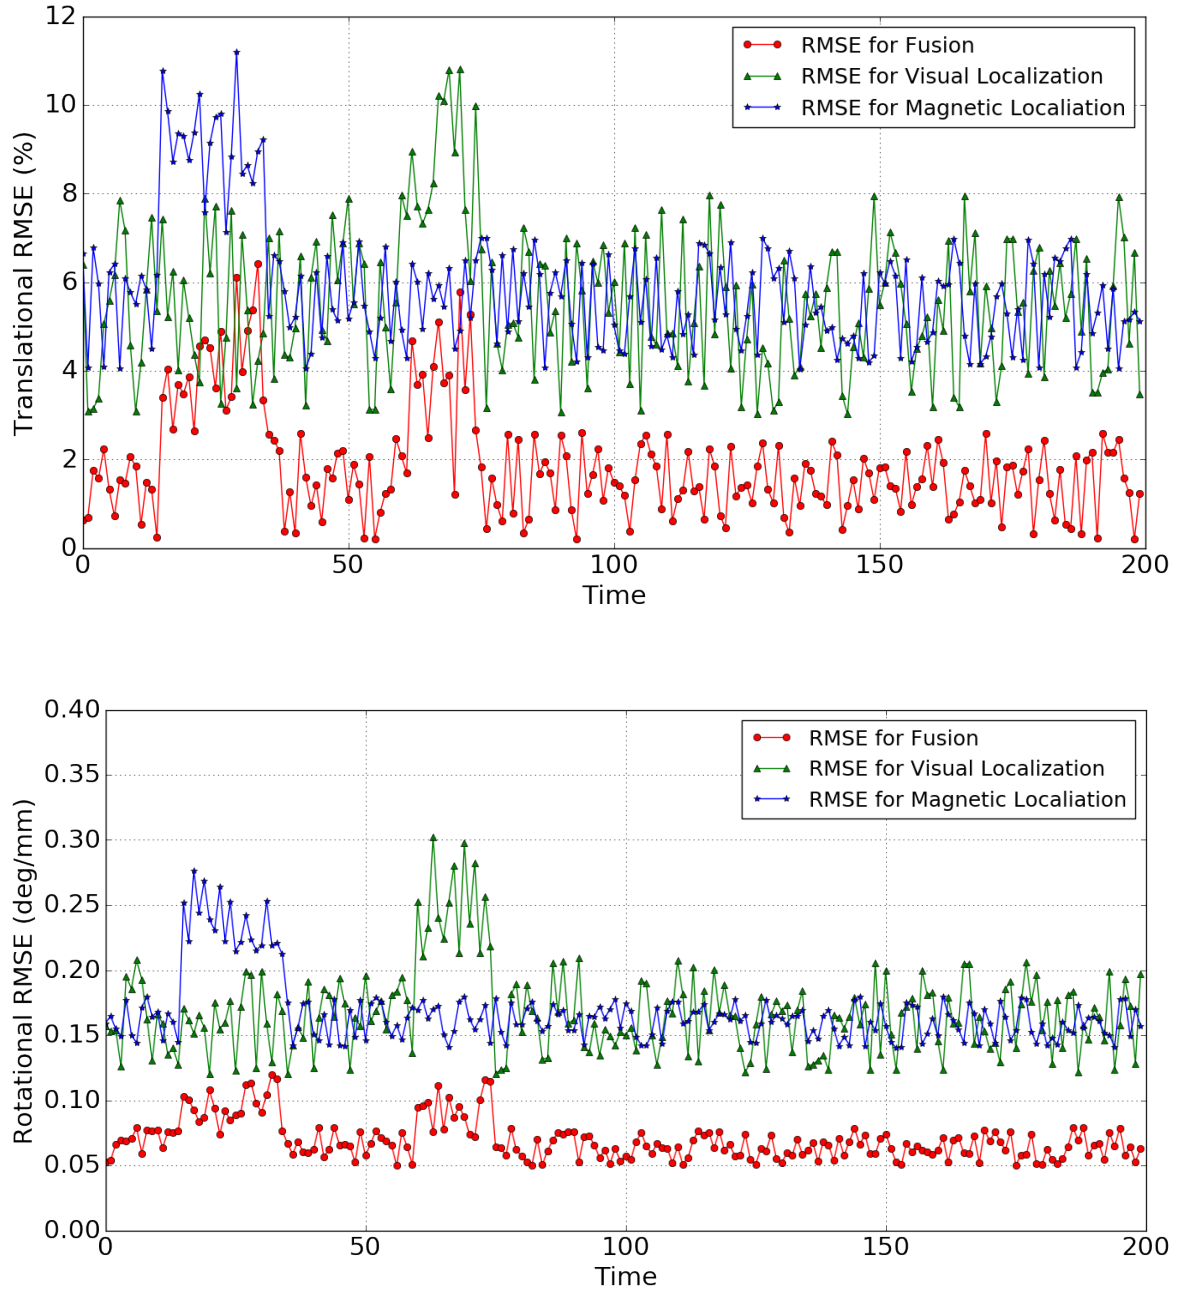 12
10
8
6
4
2
0
Translational RMSE (%)
RMSE for Fusion
RMSE for Visual Localization
RMSE for Magnetic Localiation
0 50 100 150 200
Time
0.40
0.35
0.30
0.25
0.20
0.15
0.10
0.05
0.00
Rotational RMSE (deg/mm)
RMSE for Fusion
RMSE for Visual Localization
RMSE for Magnetic Localiation
0 50 100 150 200
Time